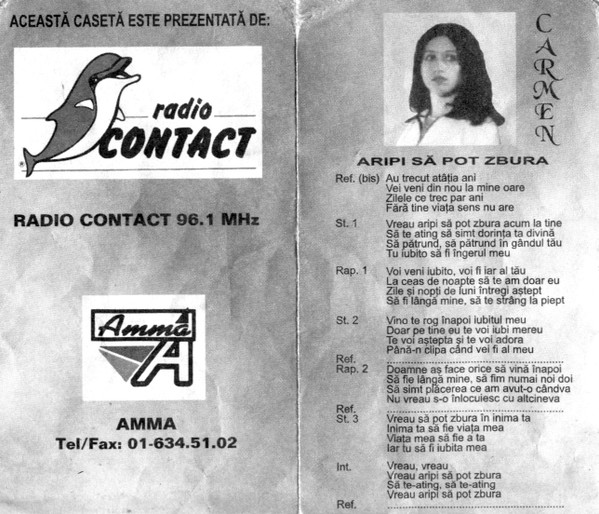 ACEASTĂ CASETĂ ESTE PREZENTATĂ DE:
radio
CONTACT
®
RADIO CONTACT 96.1 MHz
Amma
A
AMMA
Tel/Fax: 01-634.51.02
CARMEN
ARIPI SĂ POT ZBURA
Ref. (bis) Au trecut atâția ani
Vei veni din nou la mine oare
Zilele ce trec par ani
Fără tine viața sens nu are
St. 1 Vreau aripi să pot zbura acum la tine
Să te ating să simt dorința ta divină
Să pătrund, să pătrund în gândul tău
Tu iubito să fi îngerul meu
Rap. 1 Voi veni iubito, voi fi iar al tău
La ceas de noapte să te am doar eu
Zile și nopți de luni întregi aștept
Să fi lângă mine, să te strâng la piept
St. 2 Vino te rog înapoi iubitul meu
Doar pe tine eu te voi iubi mereu
Te voi aștepta și te voi adora
Până-n clipa când vei fi al meu
Ref. ................................................
Rap. 2 Doamne aș face orice să vină înapoi
Să fie lângă mine, să fim numai noi doi
Să simt plăcerea ce am avut-o cândva
Nu vreau s-o înlocuiesc cu altcineva
Ref. ................................................
St. 3 Vreau să pot zbura în inima ta
Inima ta să fie viața mea
Viata mea să fie a ta
Iar tu să fi iubita mea
Int. Vreau, vreau
Vreau aripi să pot zbura
Să te-ating, să te-ating
Vreau aripi să pot zbura
Ref. ................................................